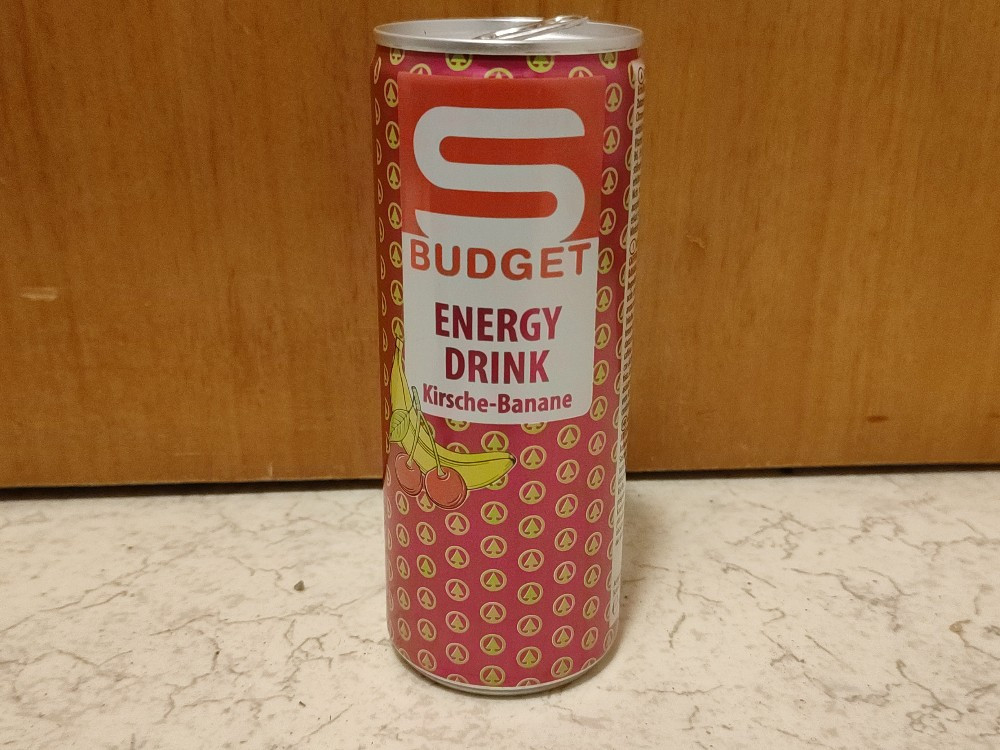 S
BUDGET
ENERGY
DRINK
Kirsche-Banane